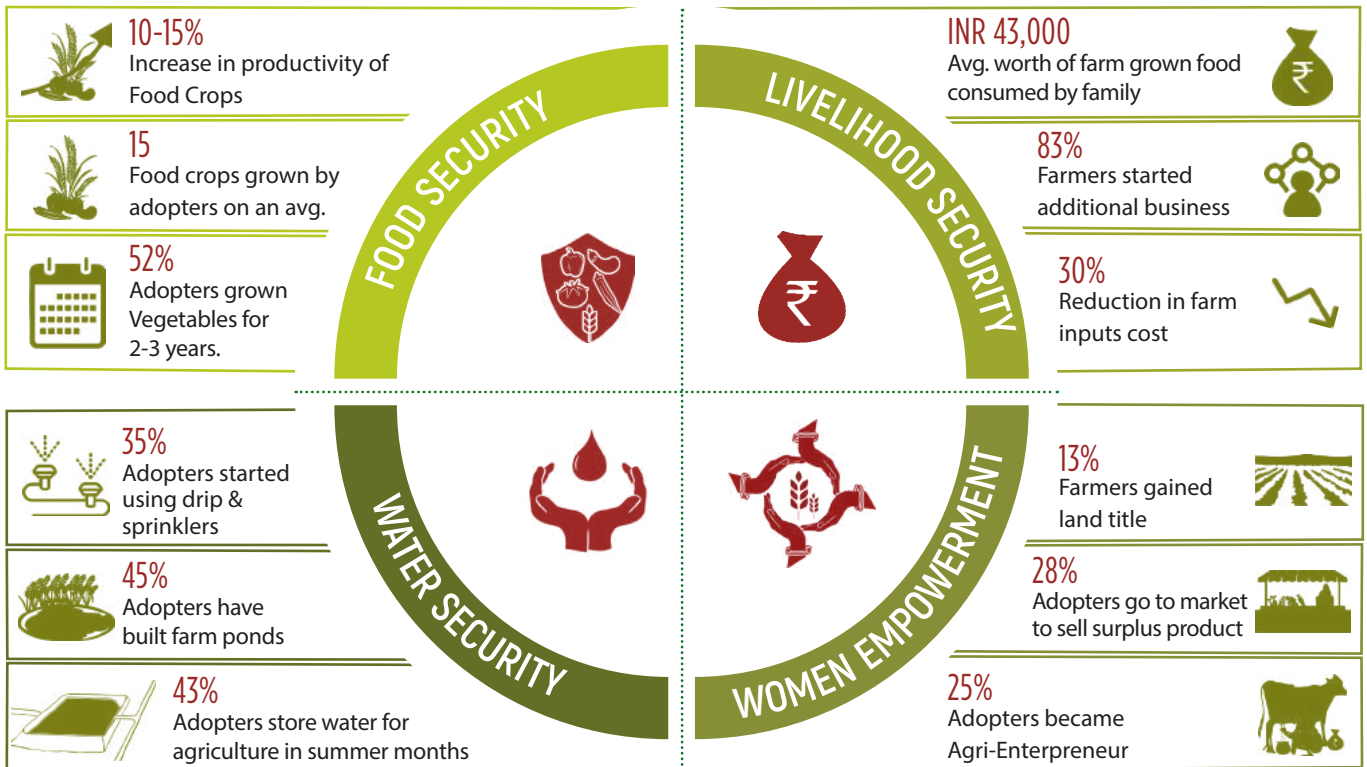 10-15%
Increase in productivity of
Food Crops
15
Food crops grown by
adopters on an avg.
52%
Adopters grown
Vegetables for
2-3 years.
FOOD SECURITY
LIVELIHOOD SECURITY
INR 43,000
Avg. worth of farm grown food
consumed by family
₹
83%
Farmers started
additional business
30%
Reduction in farm
inputs cost
₹
35%
Adopters started
using drip &
sprinklers
45%
Adopters have
built farm ponds
43%
Adopters store water for
agriculture in summer months
WATER SECURITY
WOMEN EMPOWERMENT
13%
Farmers gained
land title
28%
Adopters go to market
to sell surplus product
25%
Adopters became
Agri-Enterpreneur